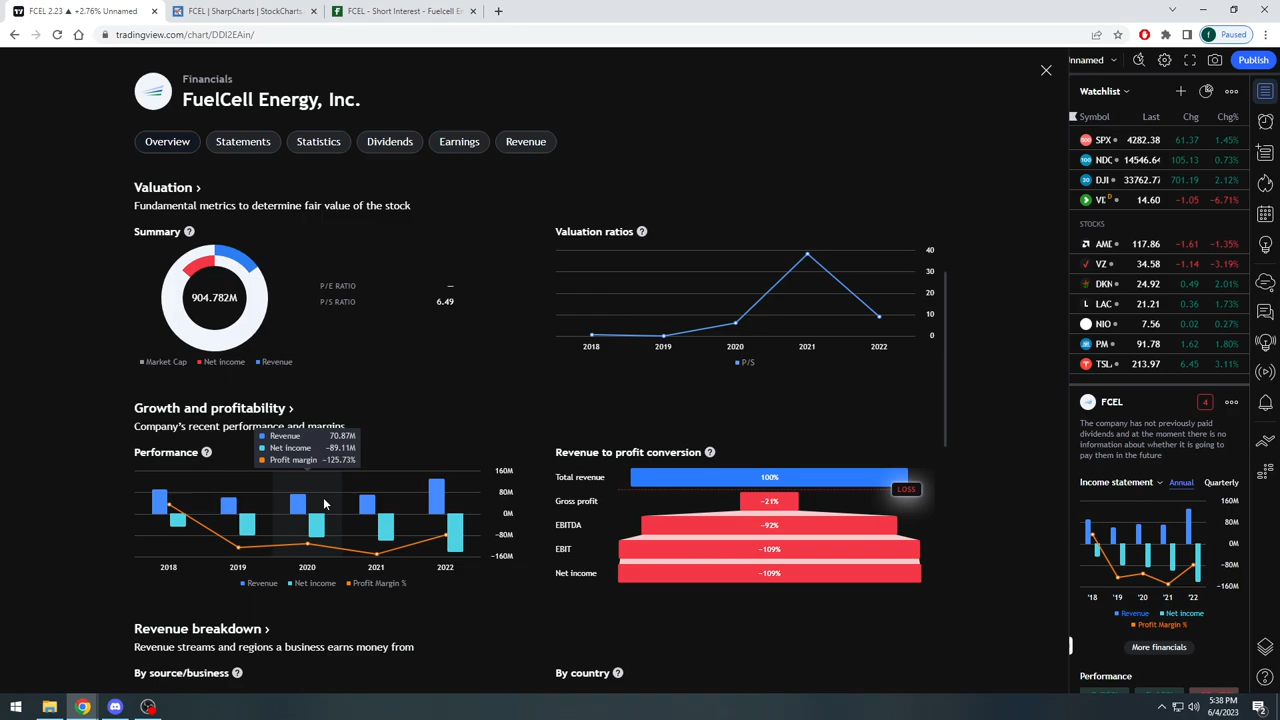 FCEL 2.23 ▲ +2.76% Unnamed
FCEL | SharpCharts | StockCharts.
FCEL - Short Interest - Fuelcell E
tradingview.com/chart/DDI2EAin/
f Paused
Financials
FuelCell Energy, Inc.
Overview Statements Statistics Dividends Earnings Revenue
Valuation ›
Fundamental metrics to determine fair value of the stock
Summary ?
904.782M
P/E RATIO —
P/S RATIO 6.49
Market Cap Net income Revenue
Valuation ratios ?
40
30
20
10
0
2018 2019 2020 2021 2022
P/S
Growth and profitability ›
Company's recent performance and margins
Revenue 70.87M
Net income −89.11M
Profit margin −125.73%
Performance ?
160M
80M
0M
−80M
−160M
2018 2019 2020 2021 2022
Revenue Net income Profit Margin %
Revenue to profit conversion ?
Total revenue 100%
LOSS
Gross profit −21%
EBITDA −92%
EBIT −109%
Net income −109%
Revenue breakdown ›
Revenue streams and regions a business earns money from
By source/business ?
By country ?
Unnamed
Publish
Watchlist
Symbol Last Chg Chg%
SPX 4282.38 61.37 1.45%
NDC 14546.64 105.13 0.73%
DJI 33762.77 701.19 2.12%
VI D 14.60 −1.05 −6.71%
STOCKS
AMD 117.86 −1.61 −1.35%
VZ 34.58 −1.14 −3.19%
DKN 24.92 0.49 2.01%
LAC 21.21 0.36 1.73%
NIO 7.56 0.02 0.27%
PM 91.78 1.62 1.80%
TSL 213.97 6.45 3.11%
FCEL 4
The company has not previously paid
dividends and at the moment there is no
information about whether it is going to
pay them in the future
Income statement Annual Quarterly
160M
80M
0M
−80M
−160M
'18 '19 '20 '21 '22
Revenue Net income
Profit Margin %
More financials
Performance
5:38 PM
6/4/2023
2